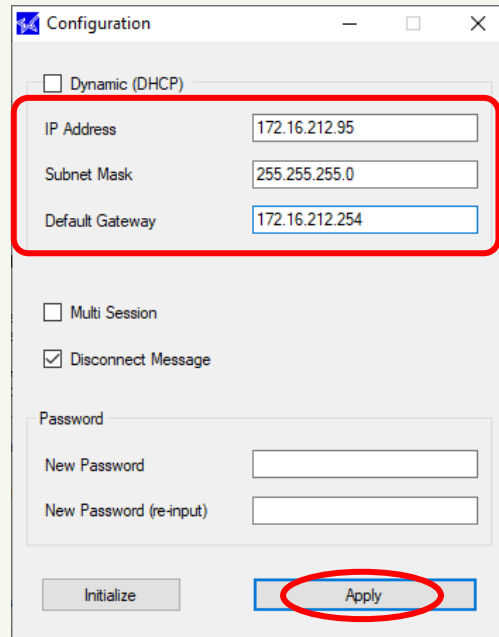 Configuration
Dynamic (DHCP)
IP Address 172.16.212.95
Subnet Mask 255.255.255.0
Default Gateway 172.16.212.254
Multi Session
Disconnect Message
Password
New Password
New Password (re-input)
Initialize Apply